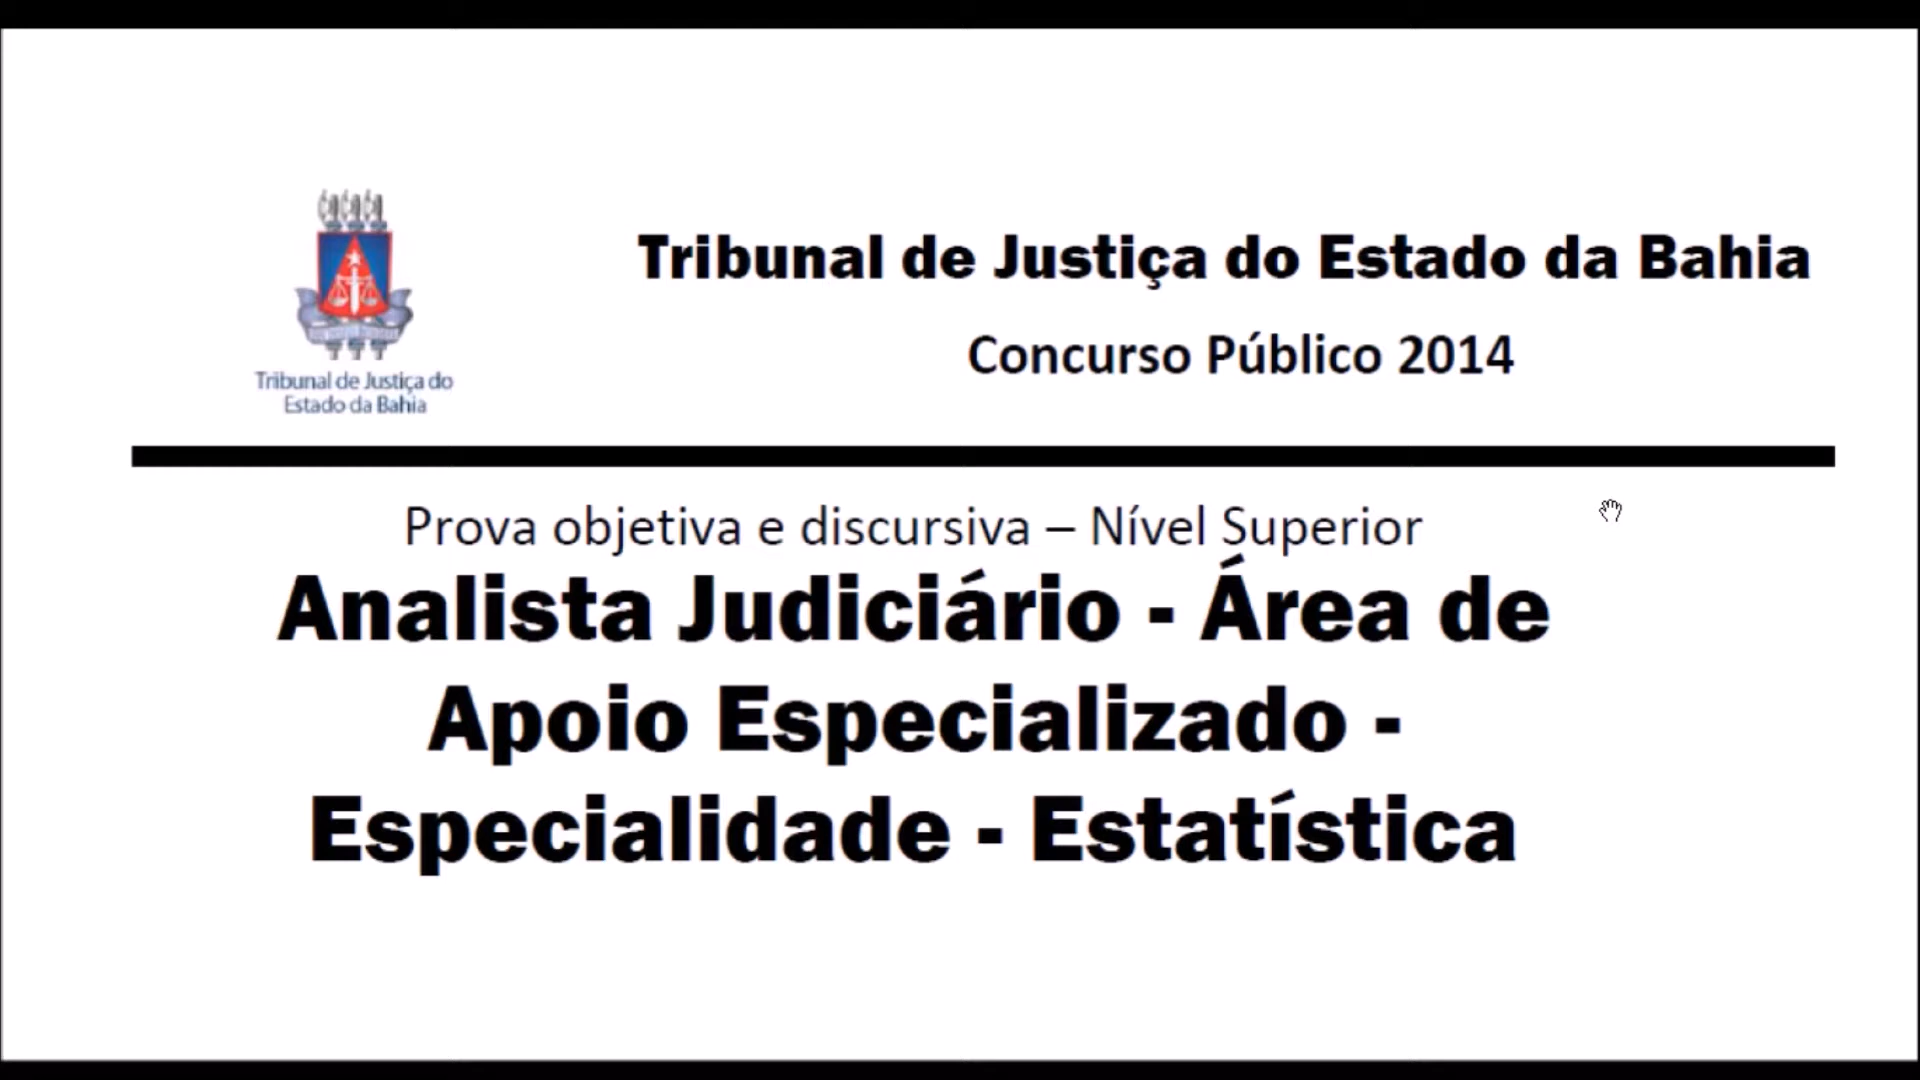 Tribunal de Justiça do Estado da Bahia
Concurso Público 2014
Tribunal de Justiça do
Estado da Bahia
Prova objetiva e discursiva – Nível Superior
Analista Judiciário - Área de
Apoio Especializado -
Especialidade - Estatística